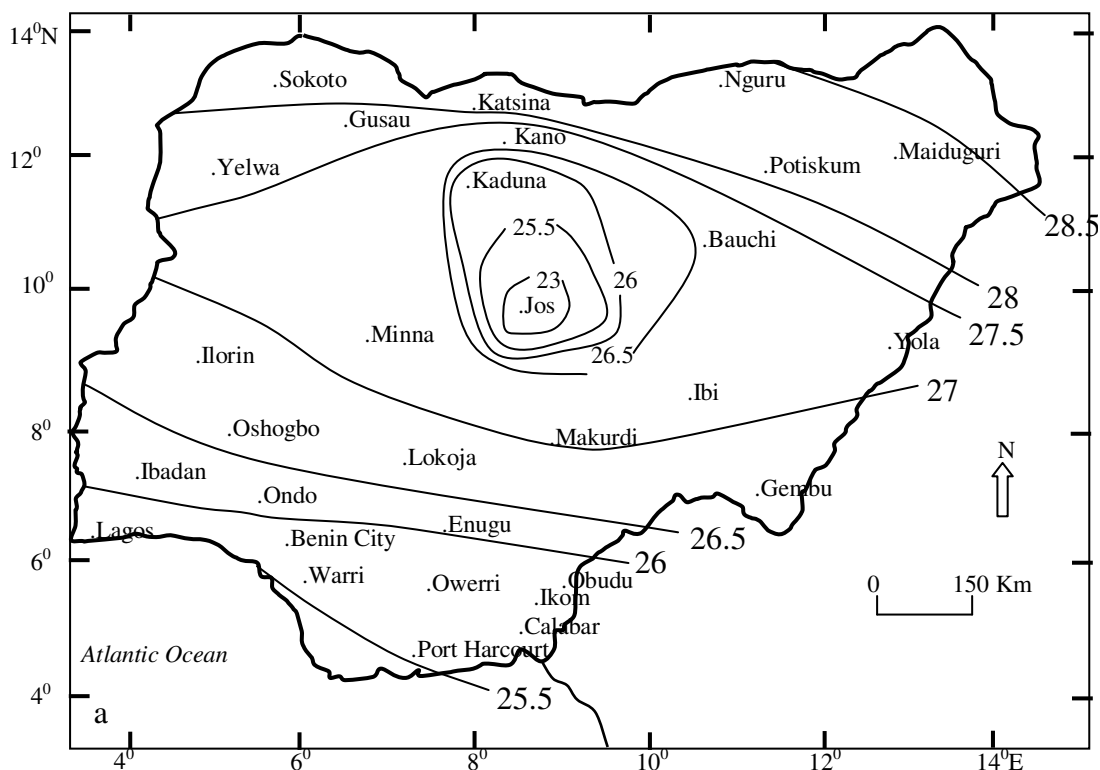 14⁰N
.Sokoto
.Nguru
.Katsina
.Gusau
. Kano
12⁰
.Maiduguri
.Potiskum
.Yelwa
.Kaduna
28.5
25.5
.Bauchi
10⁰
23
26
28
.Jos
27.5
.Minna
.Yola
.Ilorin
26.5
27
.Ibi
8⁰
.Oshogbo
.Makurdi
N
.Lokoja
.Ibadan
.Gembu
.Ondo
.Lagos
.Enugu
.Benin City
26.5
6⁰
26
.Warri
.Owerri
.Obudu
0 150 Km
.Ikom
.Calabar
.Port Harcourt
Atlantic Ocean
4⁰
25.5
a
4⁰ 6⁰ 8⁰ 10⁰ 12⁰ 14⁰E